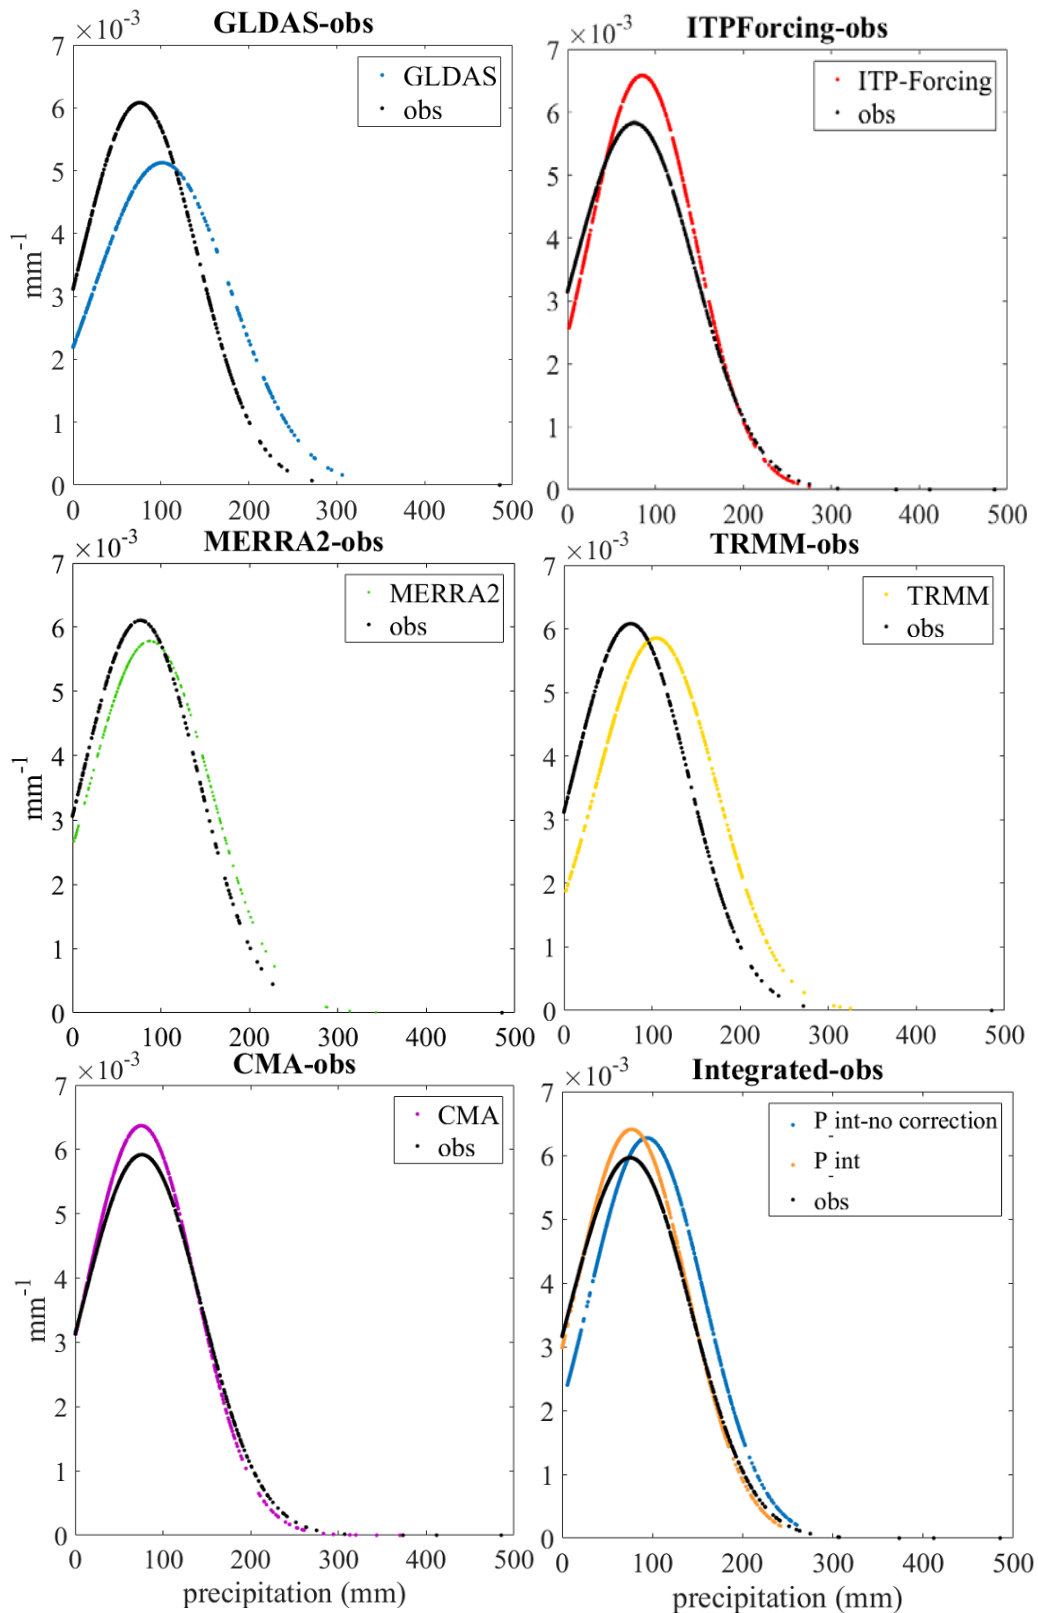 GLDAS-obs
×10-3
7
6
5
4
3
2
1
0
mm-1
GLDAS
obs
0 100 200 300 400 500
ITPForcing-obs
×10-3
7
6
5
4
3
2
1
0
ITP-Forcing
obs
0 100 200 300 400 500
MERRA2-obs
×10-3
7
6
5
4
3
2
1
0
mm-1
MERRA2
obs
0 100 200 300 400 500
TRMM-obs
×10-3
7
6
5
4
3
2
1
0
TRMM
obs
0 100 200 300 400 500
CMA-obs
×10-3
7
6
5
4
3
2
1
0
mm-1
CMA
obs
0 100 200 300 400 500
precipitation (mm)
Integrated-obs
×10-3
7
6
5
4
3
2
1
0
P_int-no correction
P_int
obs
0 100 200 300 400 500
precipitation (mm)